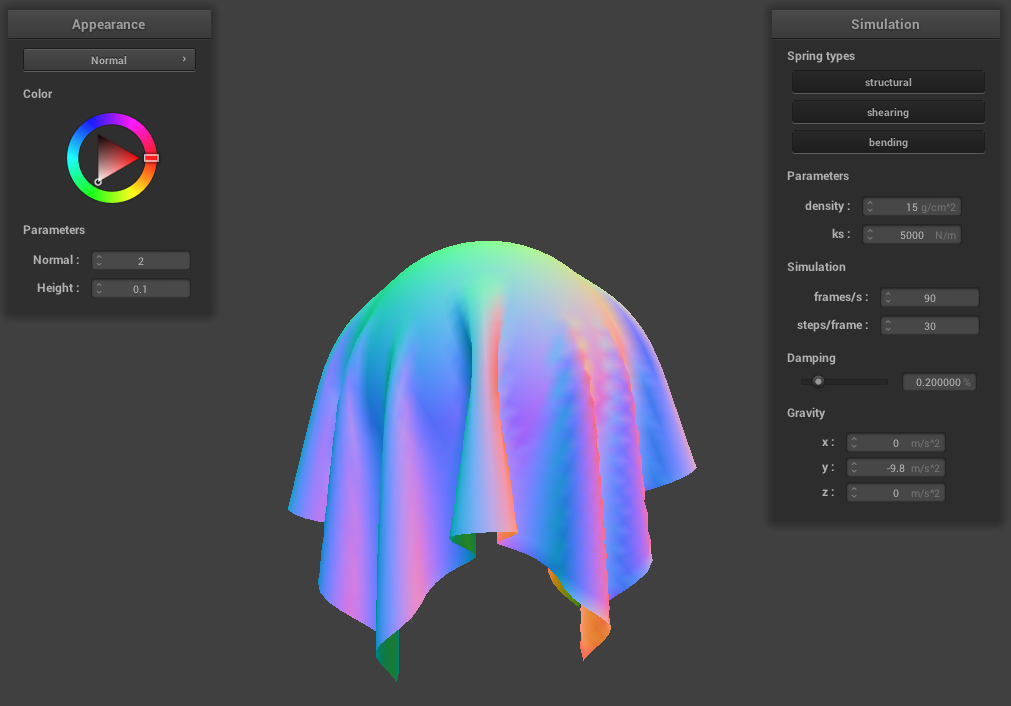 Appearance
Normal ›
Color
Parameters
Normal : 2
Height : 0.1
Simulation
Spring types
structural
shearing
bending
Parameters
density : 15 g/cm^2
ks : 5000 N/m
Simulation
frames/s : 90
steps/frame : 30
Damping
0.200000 %
Gravity
x : 0 m/s^2
y : -9.8 m/s^2
z : 0 m/s^2